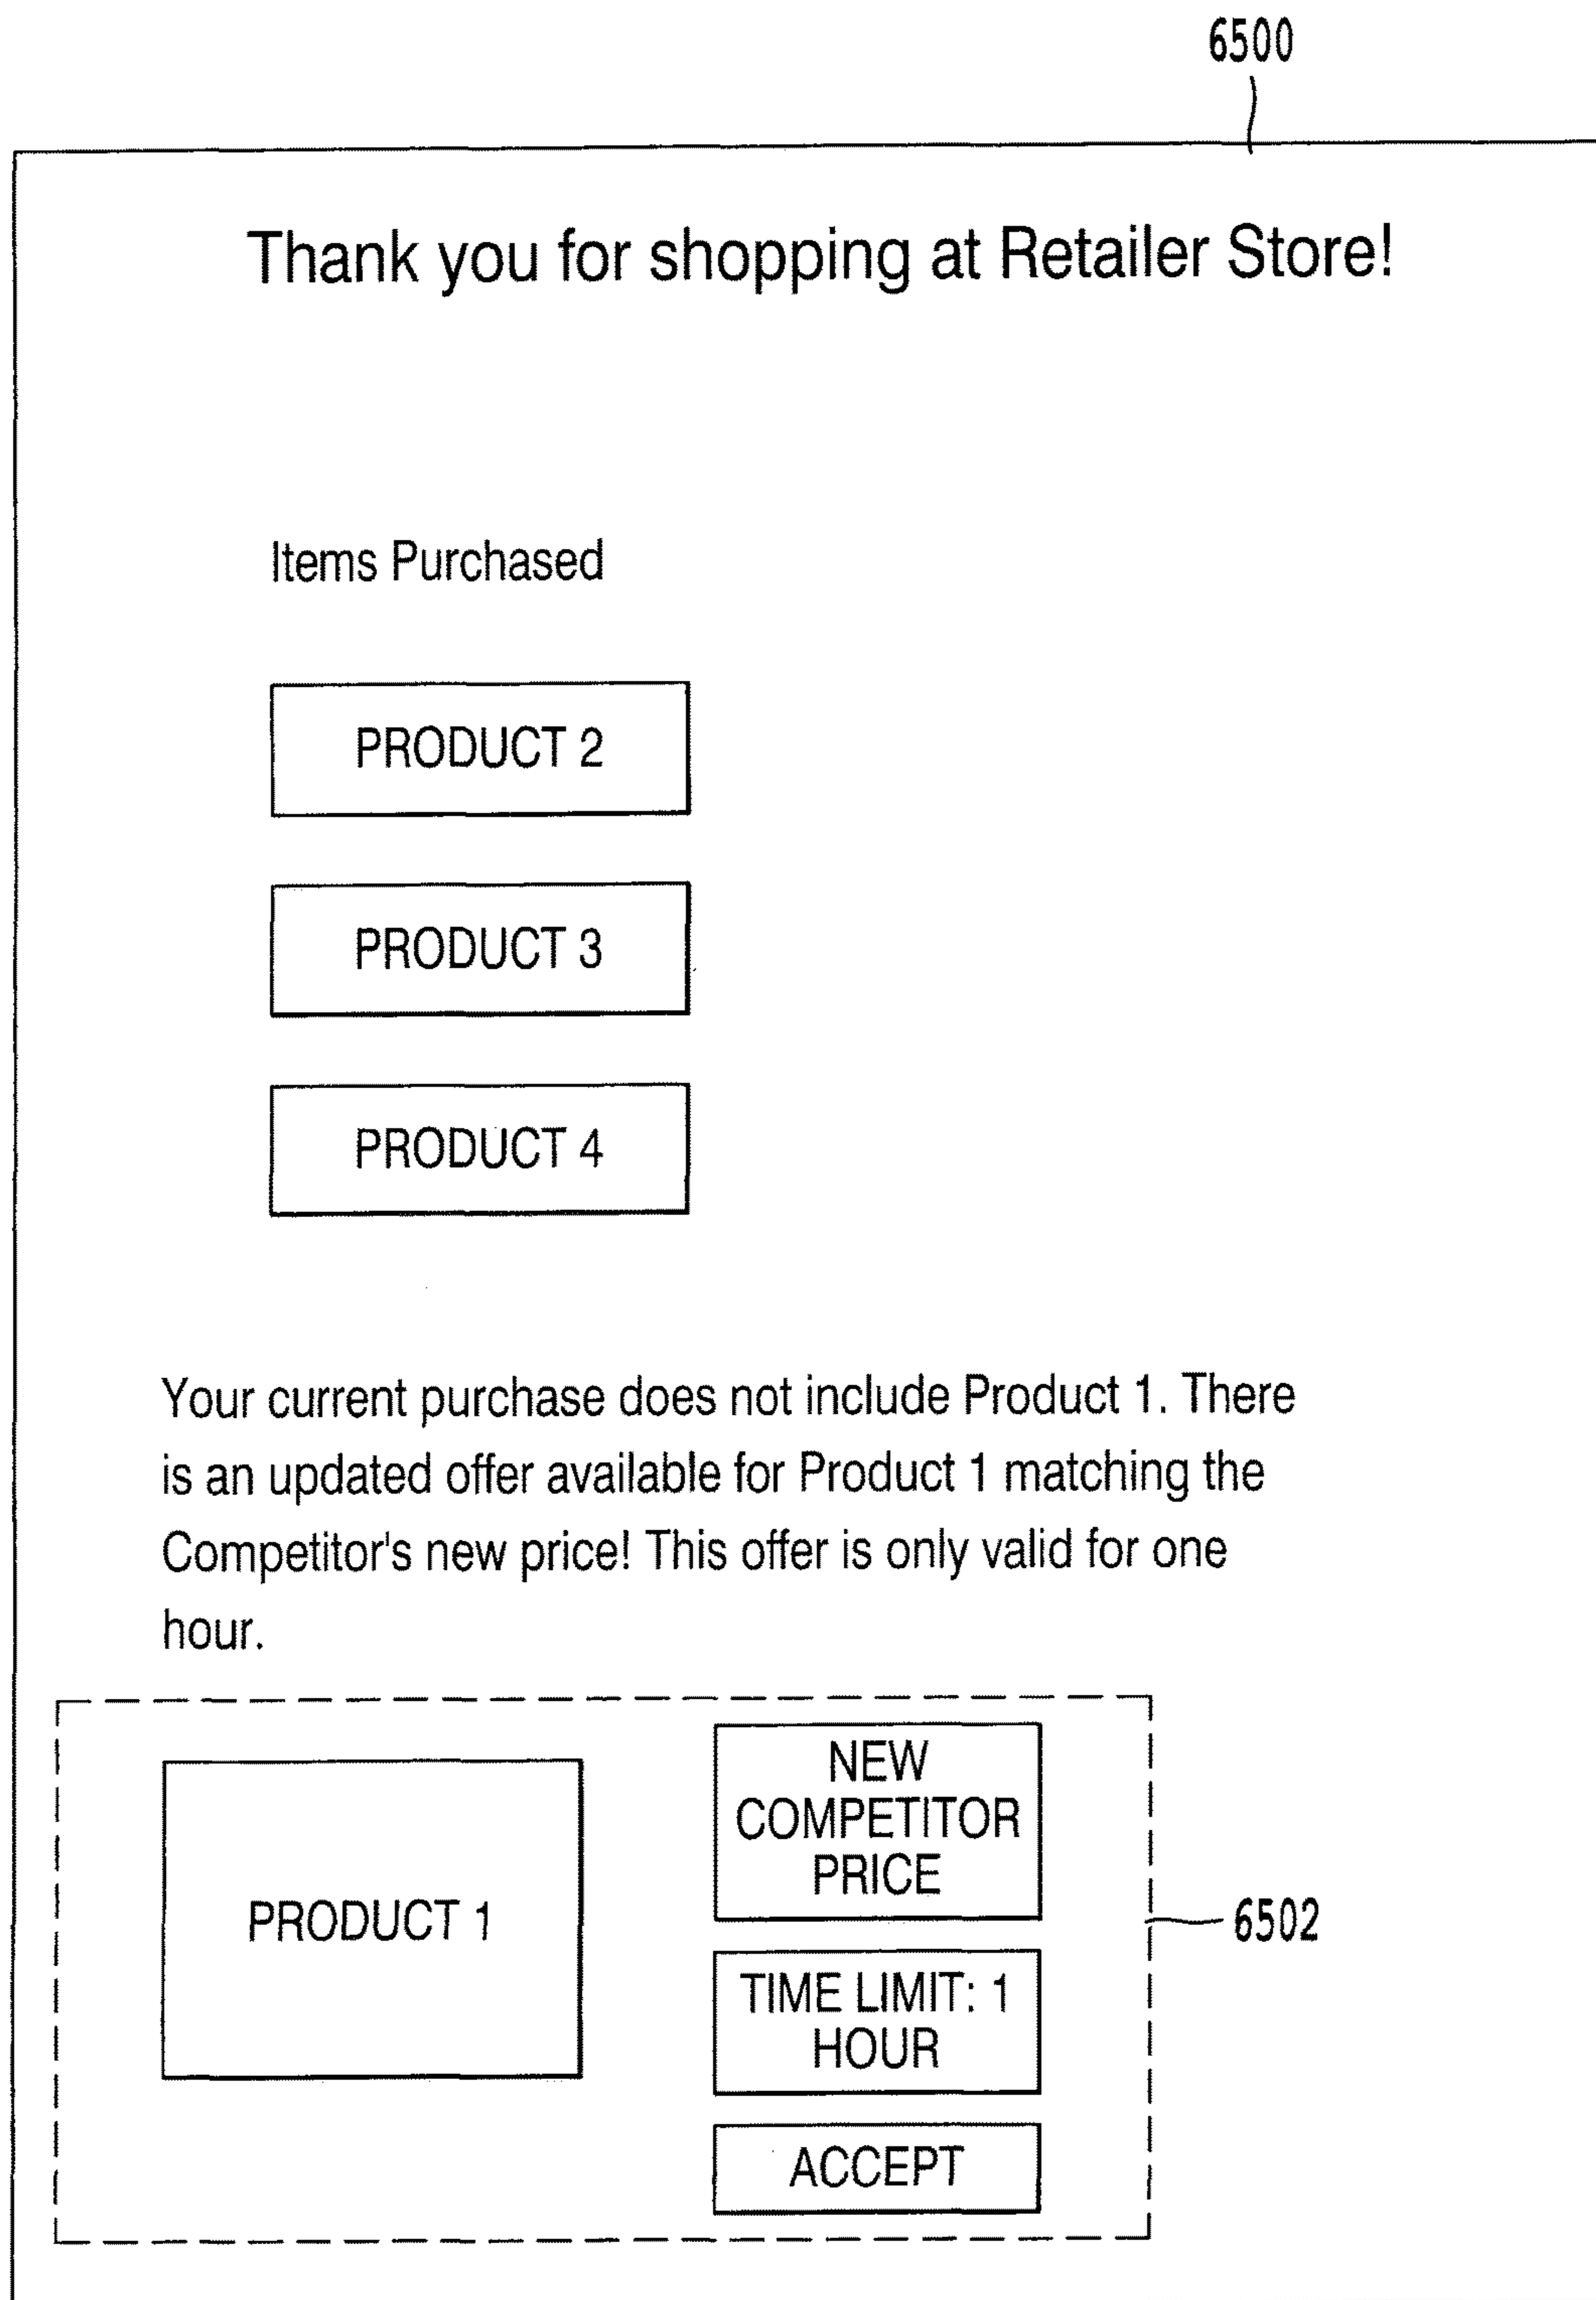 6500
Thank you for shopping at Retailer Store!
Items Purchased
PRODUCT 2
PRODUCT 3
PRODUCT 4
Your current purchase does not include Product 1. There
is an updated offer available for Product 1 matching the
Competitor's new price! This offer is only valid for one
hour.
PRODUCT 1
NEW
COMPETITOR
PRICE
6502
TIME LIMIT: 1
HOUR
ACCEPT